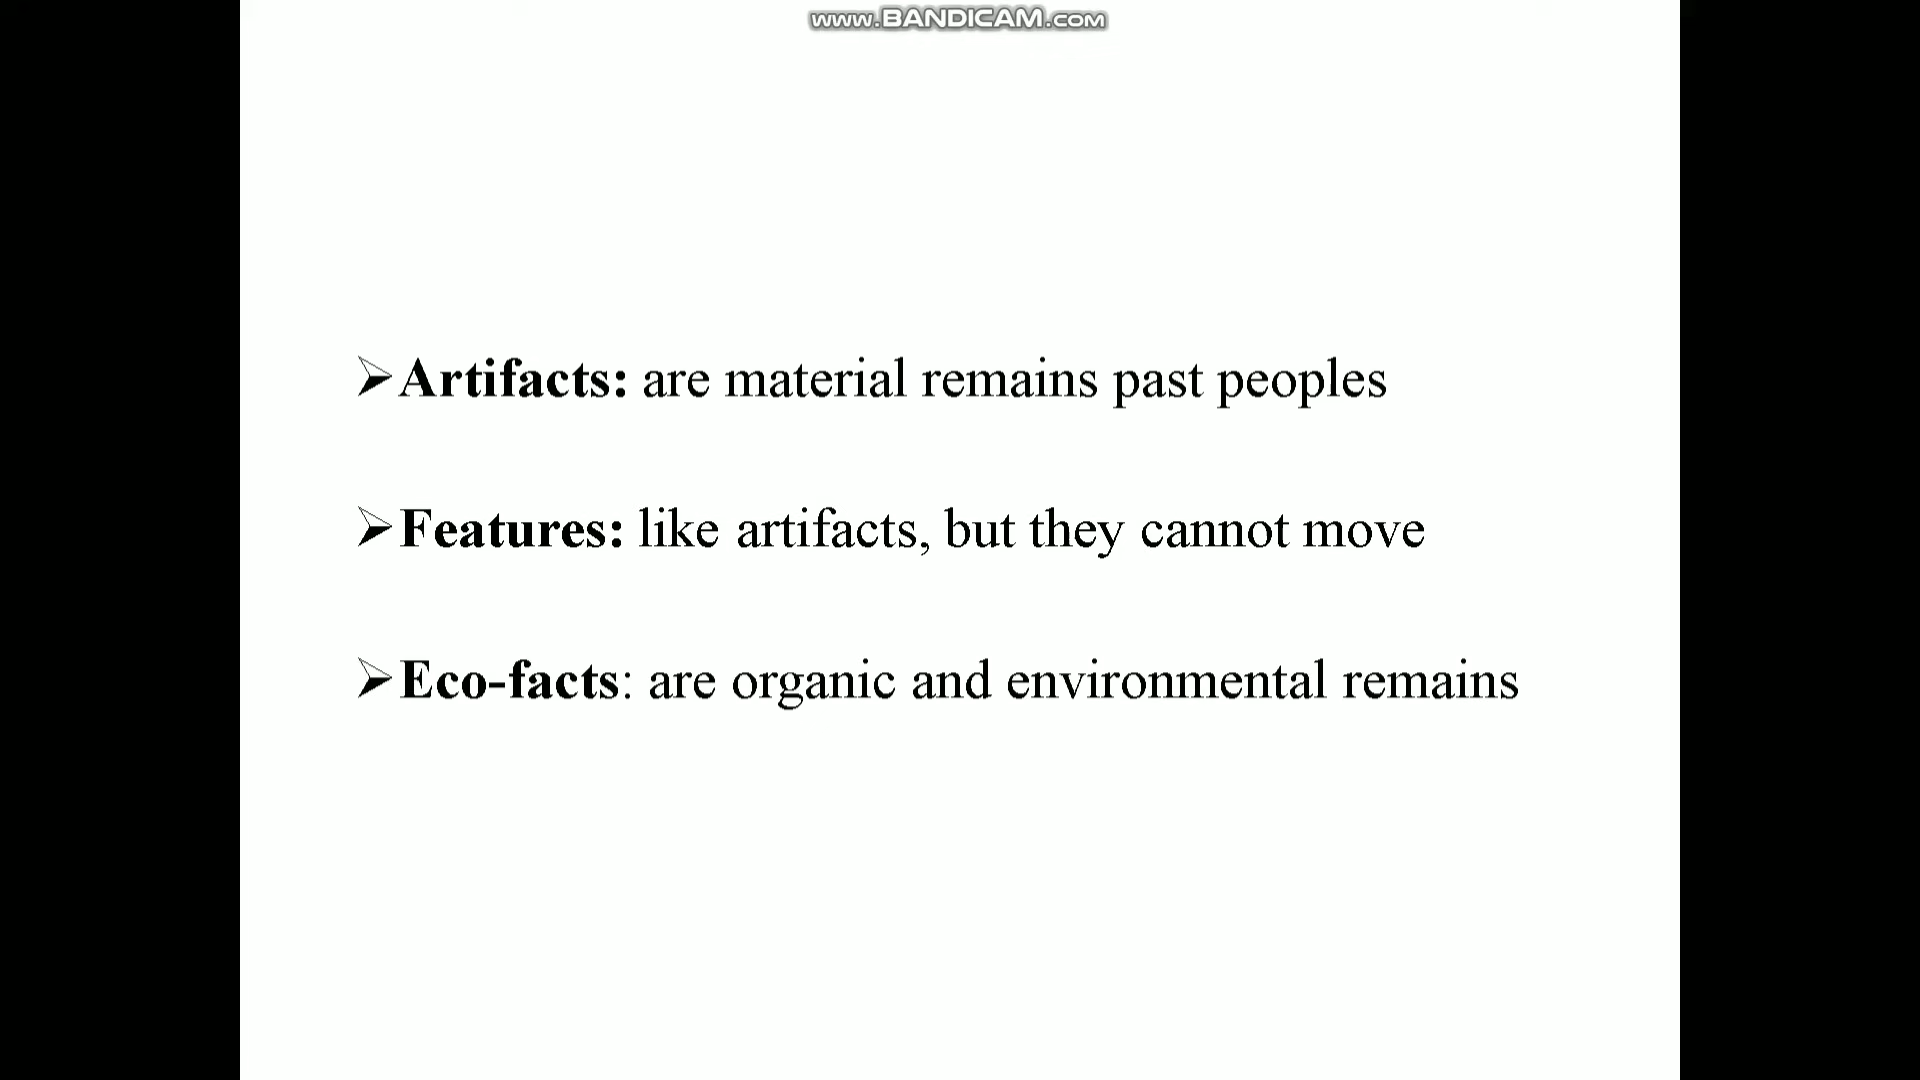 www.BANDICAM.com
➢Artifacts: are material remains past peoples
➢Features: like artifacts, but they cannot move
➢Eco-facts: are organic and environmental remains